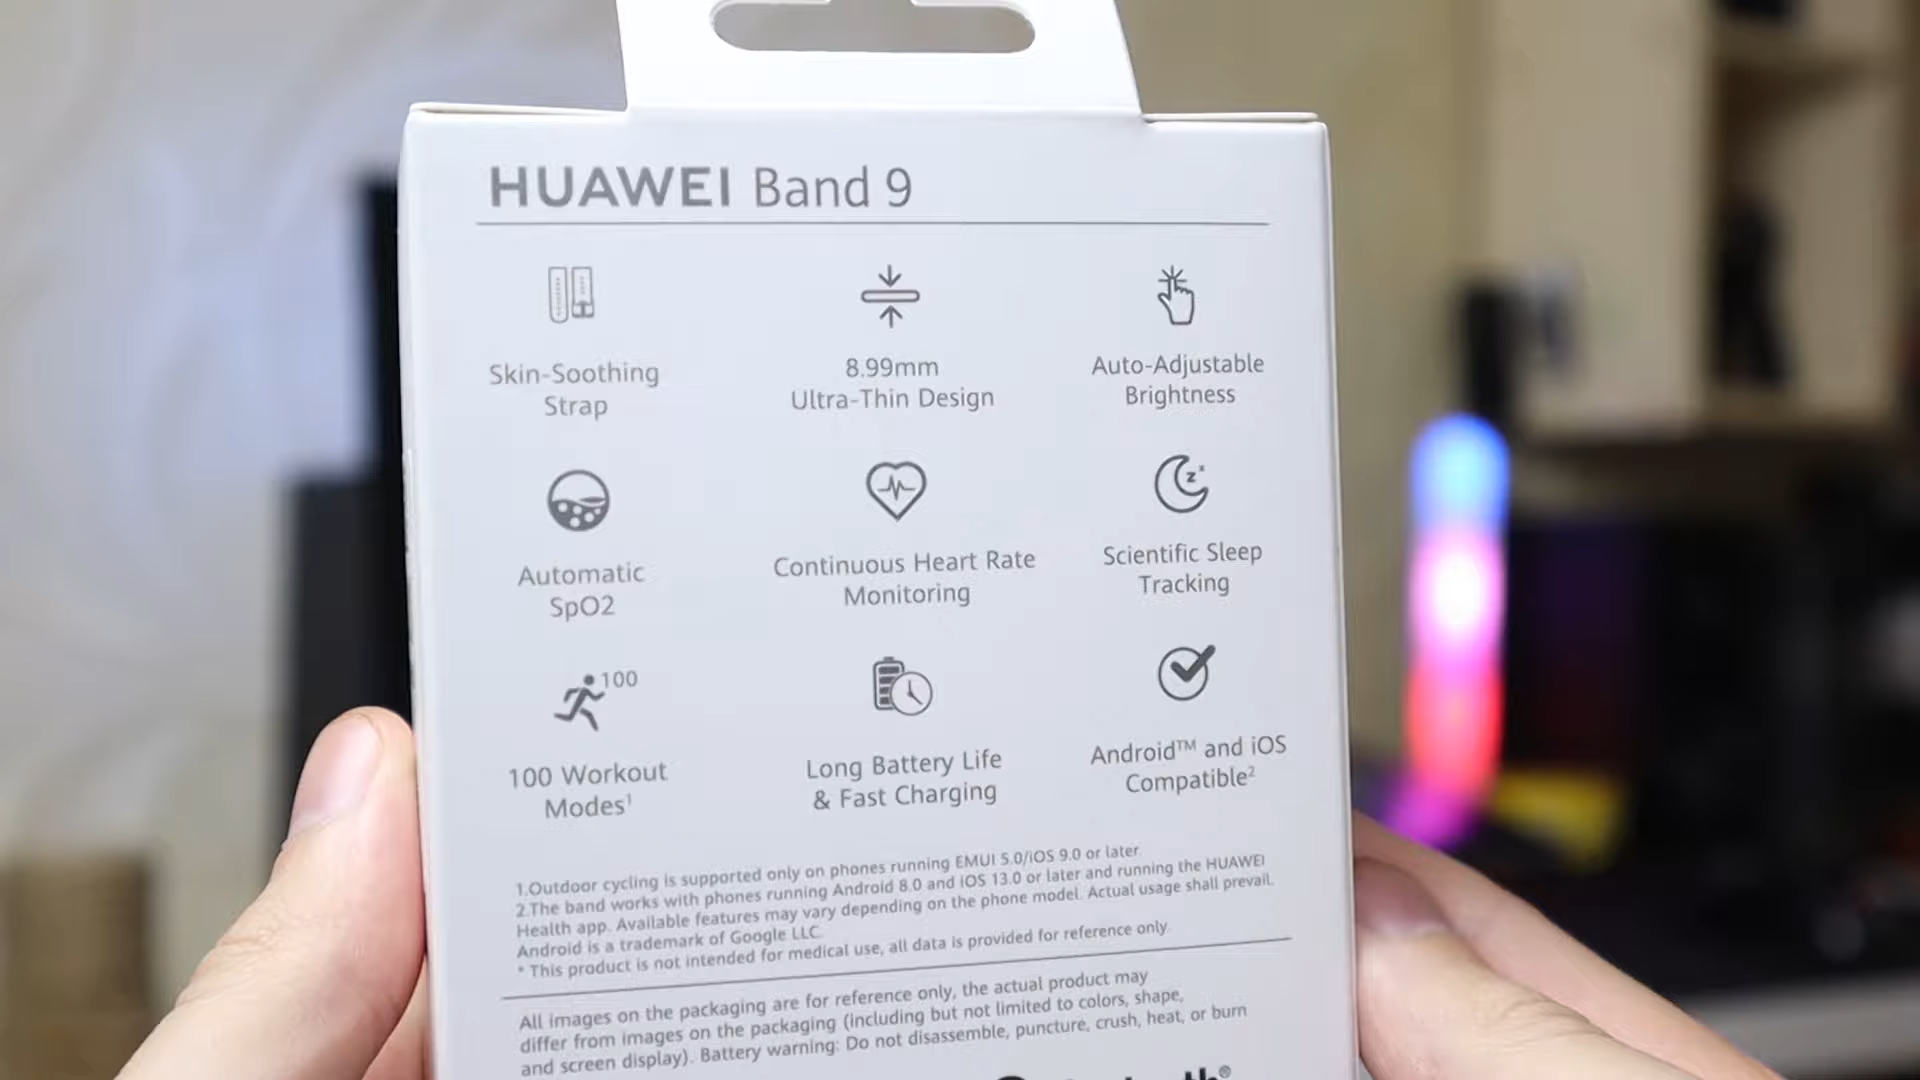 HUAWEI Band 9
Skin-Soothing
Strap
8.99mm
Ultra-Thin Design
Auto-Adjustable
Brightness
Automatic
SpO2
Continuous Heart Rate
Monitoring
z z
Scientific Sleep
Tracking
100
100 Workout
Modes¹
Long Battery Life
& Fast Charging
Android™ and iOS
Compatible²
1.Outdoor cycling is supported only on phones running EMUI 5.0/iOS 9.0 or later.
2.The band works with phones running Android 8.0 and iOS 13.0 or later and running the HUAWEI
Health app. Available features may vary depending on the phone model. Actual usage shall prevail.
Android is a trademark of Google LLC.
* This product is not intended for medical use, all data is provided for reference only.
All images on the packaging are for reference only, the actual product may
differ from images on the packaging (including but not limited to colors, shape,
and screen display). Battery warning: Do not disassemble, puncture, crush, heat, or burn